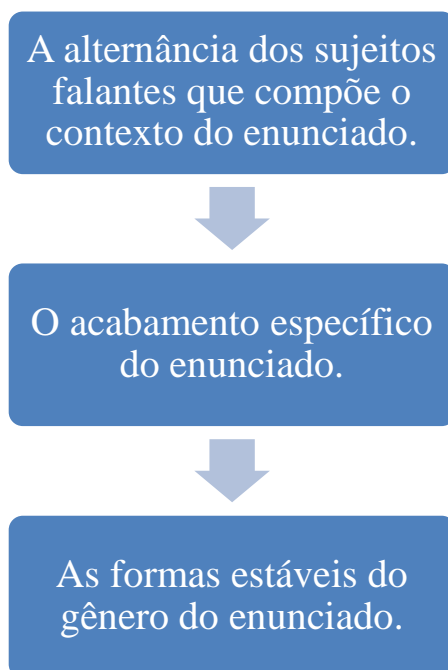 A alternância dos sujeitos
falantes que compõe o
contexto do enunciado.
O acabamento específico
do enunciado.
As formas estáveis do
gênero do enunciado.